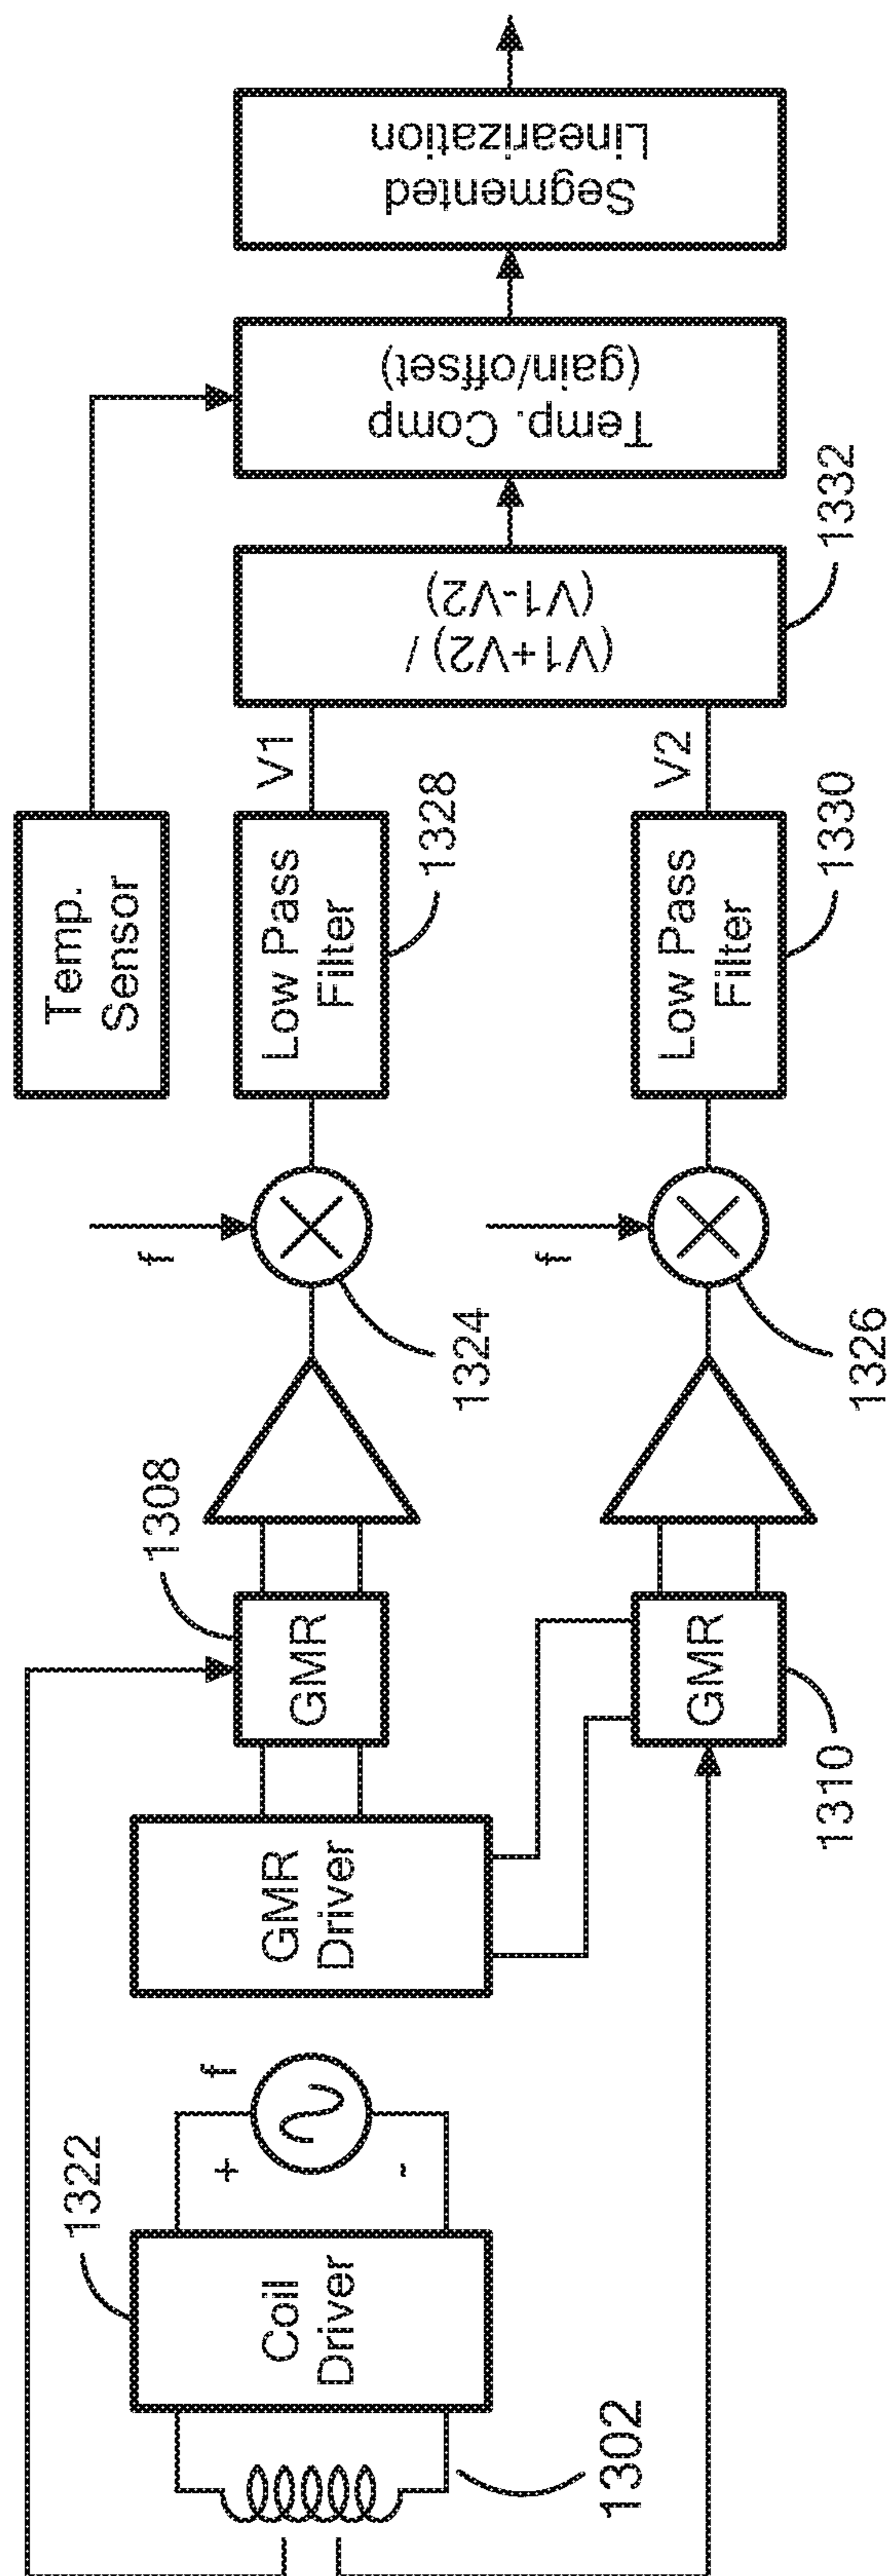 1302
Coil
Driver
1322
+
-
f
GMR
Driver
GMR
1308
GMR
1310
f
1324
f
1326
Temp.
Sensor
Low Pass
Filter
1328
Low Pass
Filter
1330
V1
V2
(V1+V2) /
(V1-V2)
1332
Temp. Comp
(gain/offset)
Segmented
Linearization